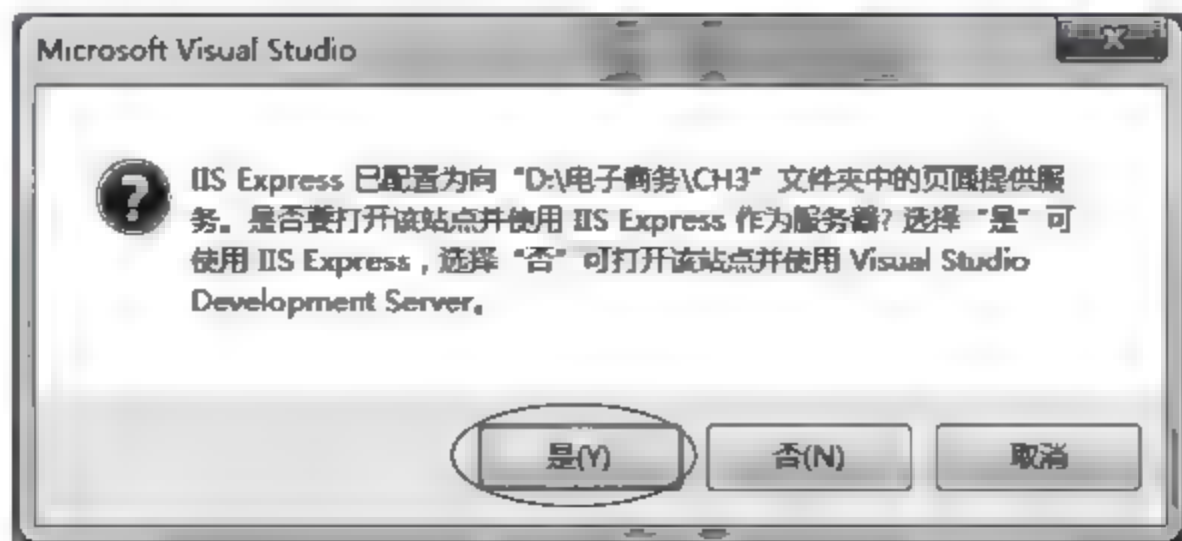 Microsoft Visual Studio
IIS Express 已配置为向 "D:\电子商务\CH3" 文件夹中的页面提供服
务。是否要打开该站点并使用 IIS Express 作为服务器? 选择 "是" 可
使用 IIS Express，选择 "否" 可打开该站点并使用 Visual Studio
Development Server。
是(Y)
否(N)
取消